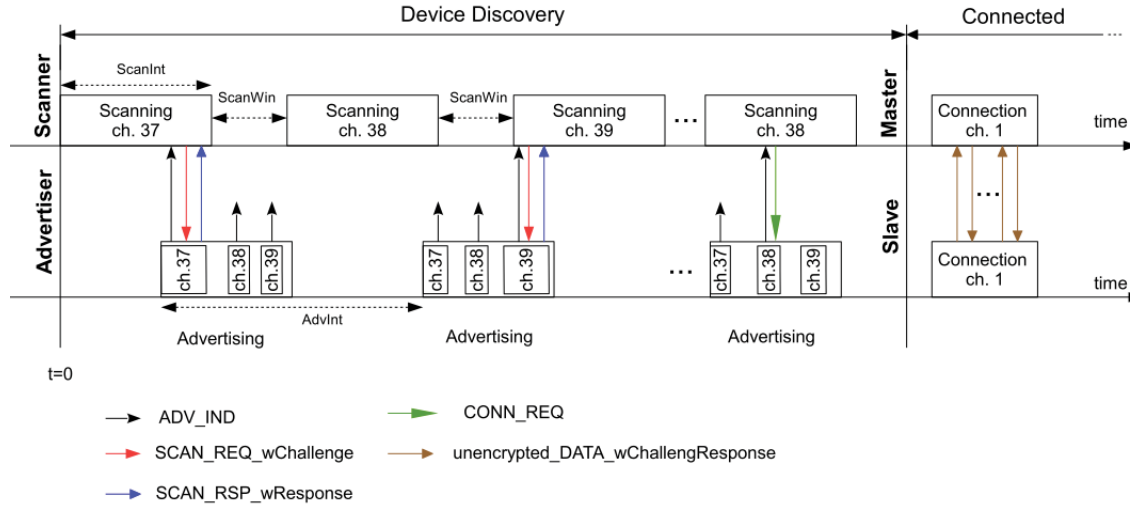 Device Discovery
Connected
...
Scanner
ScanInt
Scanning
ch. 37
ScanWin
Scanning
ch. 38
ScanWin
Scanning
ch. 39
...
Scanning
ch. 38
Master
Connection
ch. 1
time
Advertiser
ch.37
ch.38
ch.39
AdvInt
Advertising
ch.37
ch.38
ch.39
Advertising
...
ch.37
ch.38
ch.39
Advertising
Slave
...
Connection
ch. 1
time
t=0
ADV_IND
CONN_REQ
SCAN_REQ_wChallenge
unencrypted_DATA_wChallengResponse
SCAN_RSP_wResponse